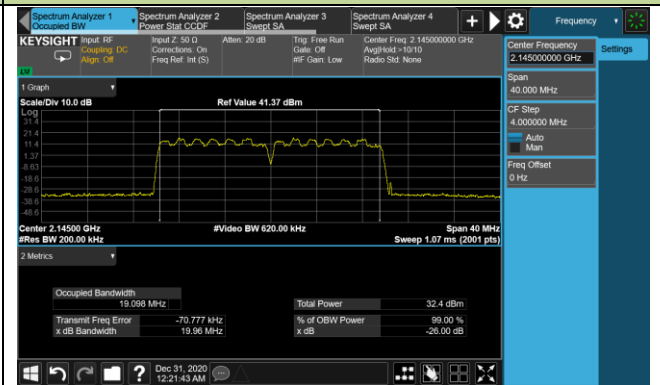 Spectrum Analyzer 1
Occupied BW
Spectrum Analyzer 2
Power Stat CCDF
Spectrum Analyzer 3
Swept SA
Spectrum Analyzer 4
Swept SA
Frequency
KEYSIGHT
Input: RF
Coupling: DC
Align: Off
Input Z: 50 Ω
Corrections: On
Freq Ref: Int (S)
Atten: 20 dB
Trig: Free Run
Gate: Off
#IF Gain: Low
Center Freq: 2.145000000 GHz
Avg|Hold:>10/10
Radio Std: None
1 Graph
Scale/Div 10.0 dB
Ref Value 41.37 dBm
Log
31.4
21.4
11.4
1.37
-8.63
-18.6
-28.6
-38.6
-48.6
Center 2.14500 GHz
#Video BW 620.00 kHz
Span 40 MHz
#Res BW 200.00 kHz
Sweep 1.07 ms (2001 pts)
2 Metrics
Occupied Bandwidth
19.098 MHz
Total Power
32.4 dBm
Transmit Freq Error
-70.777 kHz
% of OBW Power
99.00 %
x dB Bandwidth
19.96 MHz
x dB
-26.00 dB
Center Frequency
2.145000000 GHz
Settings
Span
40.000 MHz
CF Step
4.000000 MHz
Auto
Man
Freq Offset
0 Hz
Dec 31, 2020
12:21:43 AM